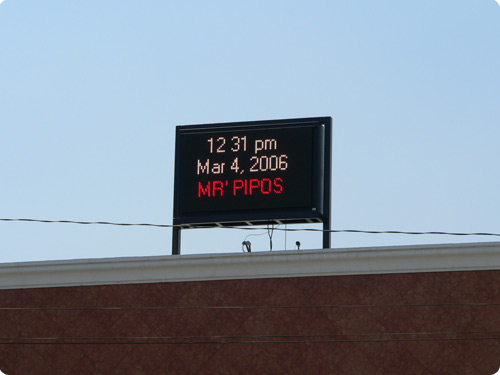 12 31 pm
Mar 4, 2006
MR' PIPOS